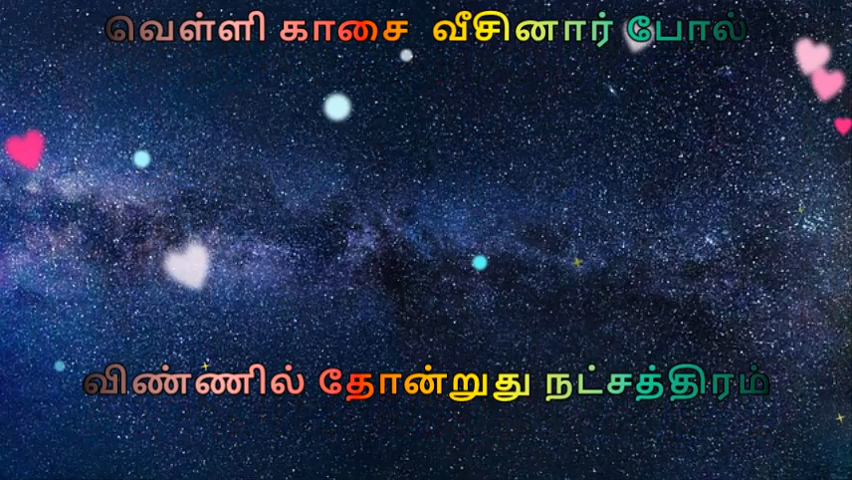 வெள்ளி காசை வீசினார் போல்
விண்ணில் தோன்றுது நட்சத்திரம்